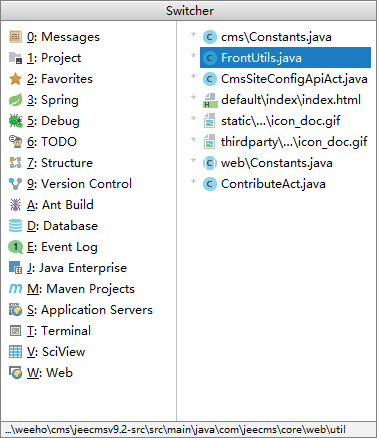 Switcher
0: Messages
1: Project
2: Favorites
3: Spring
5: Debug
6: TODO
7: Structure
9: Version Control
A: Ant Build
D: Database
E: Event Log
J: Java Enterprise
M: Maven Projects
S: Application Servers
T: Terminal
V: SciView
W: Web
* cms\Constants.java
* FrontUtils.java
* CmsSiteConfigApiAct.java
* default\index\index.html
* static\...\icon_doc.gif
* thirdparty\...\icon_doc.gif
* web\Constants.java
* ContributeAct.java
...\weeho\cms\jeecmsv9.2-src\src\main\java\com\jeecms\core\web\util